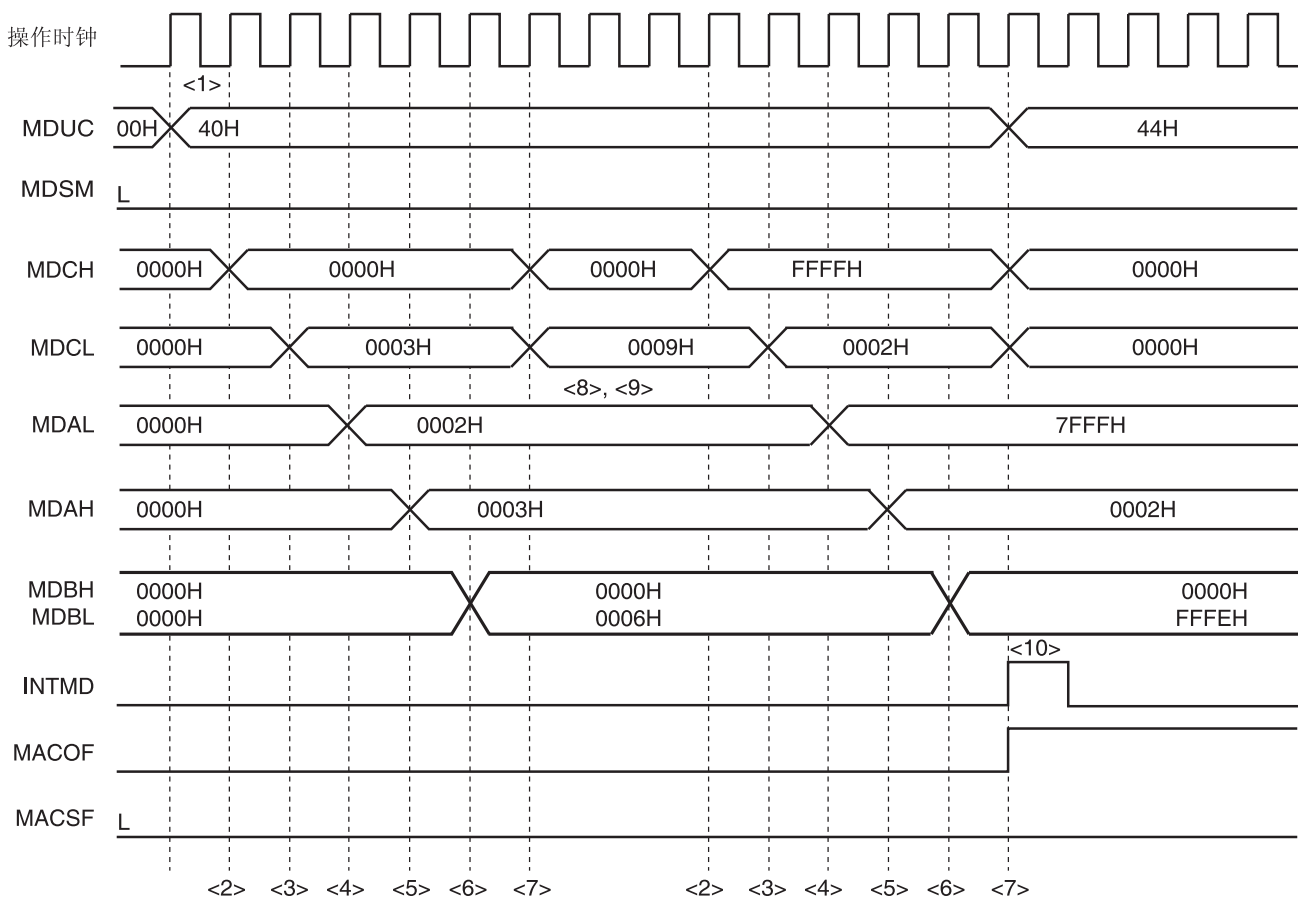 操作时钟
<1>
MDUC 00H 40H 44H
MDSM L
MDCH 0000H 0000H 0000H FFFFH 0000H
MDCL 0000H 0003H 0009H 0002H 0000H
<8>, <9>
MDAL 0000H 0002H 7FFFH
MDAH 0000H 0003H 0002H
MDBH 0000H 0000H 0000H
MDBL 0000H 0006H FFFEH
<10>
INTMD
MACOF
MACSF L
<2> <3> <4> <5> <6> <7> <2> <3> <4> <5> <6> <7>